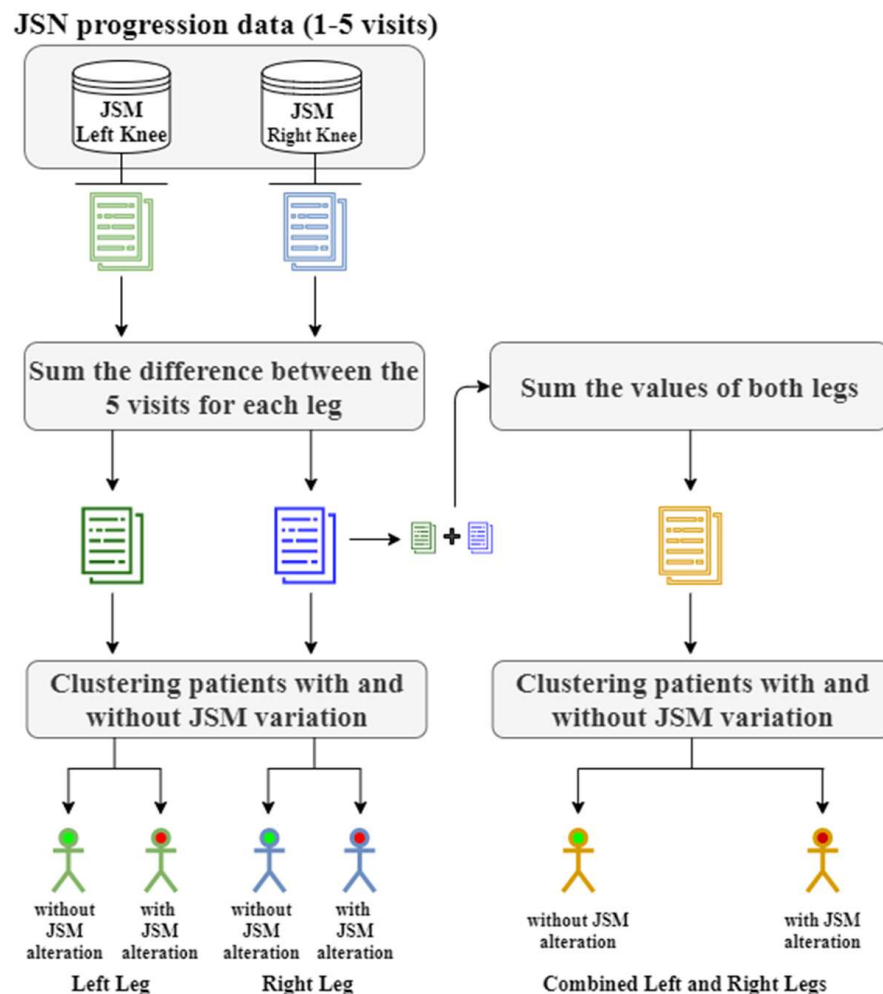 JSN progression data (1-5 visits)
JSM
Left Knee
JSM
Right Knee
Sum the difference between the
5 visits for each leg
Sum the values of both legs
+
Clustering patients with and
without JSM variation
Clustering patients with and
without JSM variation
without
JSM
alteration
with
JSM
alteration
without
JSM
alteration
with
JSM
alteration
without JSM
alteration
with JSM
alteration
Left Leg
Right Leg
Combined Left and Right Legs